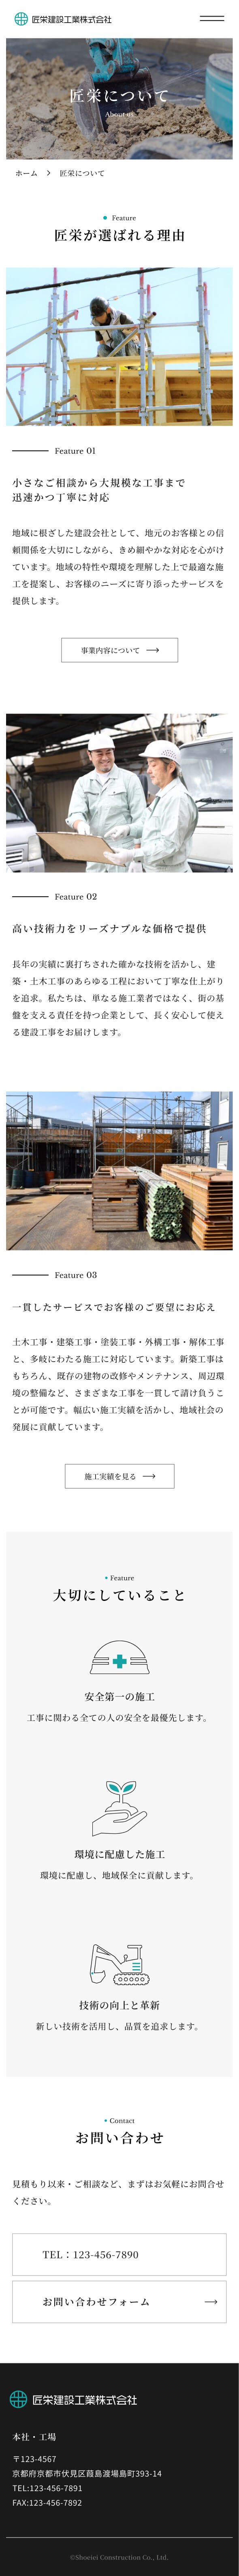 匠栄建設工業株式会社
匠栄について
About us
ホーム > 匠栄について
Feature
匠栄が選ばれる理由
Feature 01
小さなご相談から大規模な工事まで
迅速かつ丁寧に対応
地域に根ざした建設会社として、地元のお客様との信
頼関係を大切にしながら、きめ細やかな対応を心がけ
ています。地域の特性や環境を理解した上で最適な施
工を提案し、お客様のニーズに寄り添ったサービスを
提供します。
事業内容について
Feature 02
高い技術力をリーズナブルな価格で提供
長年の実績に裏打ちされた確かな技術を活かし、建
築・土木工事のあらゆる工程において丁寧な仕上がり
を追求。私たちは、単なる施工業者ではなく、街の基
盤を支える責任を持つ企業として、長く安心して使え
る建設工事をお届けします。
Feature 03
一貫したサービスでお客様のご要望にお応え
土木工事・建築工事・塗装工事・外構工事・解体工事
と、多岐にわたる施工に対応しています。新築工事は
もちろん、既存の建物の改修やメンテナンス、周辺環
境の整備など、さまざまな工事を一貫して請け負うこ
とが可能です。幅広い施工実績を活かし、地域社会の
発展に貢献しています。
施工実績を見る
Feature
大切にしていること
安全第一の施工
工事に関わる全ての人の安全を最優先します。
環境に配慮した施工
環境に配慮し、地域保全に貢献します。
技術の向上と革新
新しい技術を活用し、品質を追求します。
Contact
お問い合わせ
見積もり以来・ご相談など、まずはお気軽にお問合せ
ください。
TEL：123-456-7890
お問い合わせフォーム
匠栄建設工業株式会社
本社・工場
〒123-4567
京都府京都市伏見区葭島渡場島町393-14
TEL:123-456-7891
FAX:123-456-7892
©Shoeiei Construction Co., Ltd.